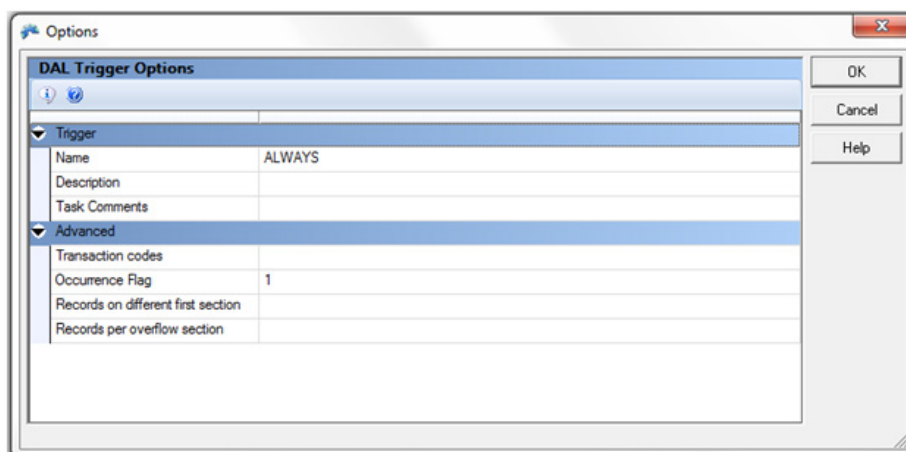 Options
DAL Trigger Options
OK
Cancel
Help
Trigger
Name ALWAYS
Description
Task Comments
Advanced
Transaction codes
Occurrence Flag 1
Records on different first section
Records per overflow section